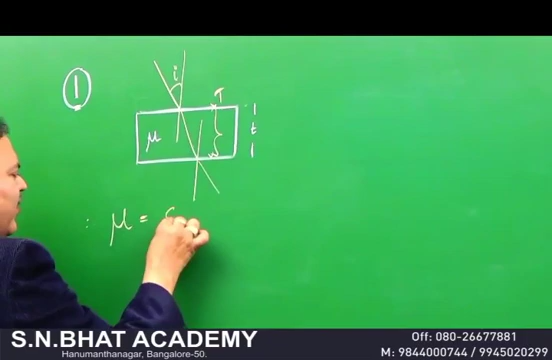 1
i
T
μ
t
: μ =
S.N.BHAT ACADEMY
Hanumanthanagar, Bangalore-50.
Off: 080-26677881
M: 9844000744 / 9945020299